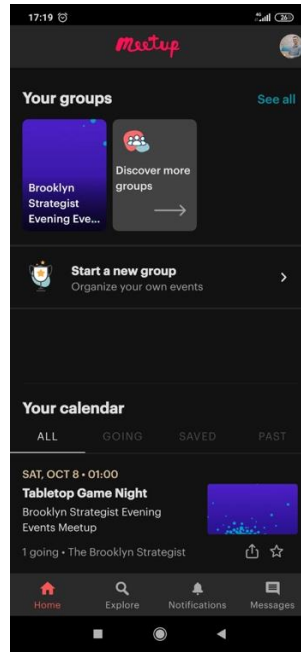 17:19
Meetup
Your groups
See all
Brooklyn
Strategist
Evening Eve...
Discover more
groups
Start a new group
Organize your own events
Your calendar
ALL GOING SAVED PAST
SAT, OCT 8 • 01:00
Tabletop Game Night
Brooklyn Strategist Evening
Events Meetup
1 going • The Brooklyn Strategist
Home Explore Notifications Messages